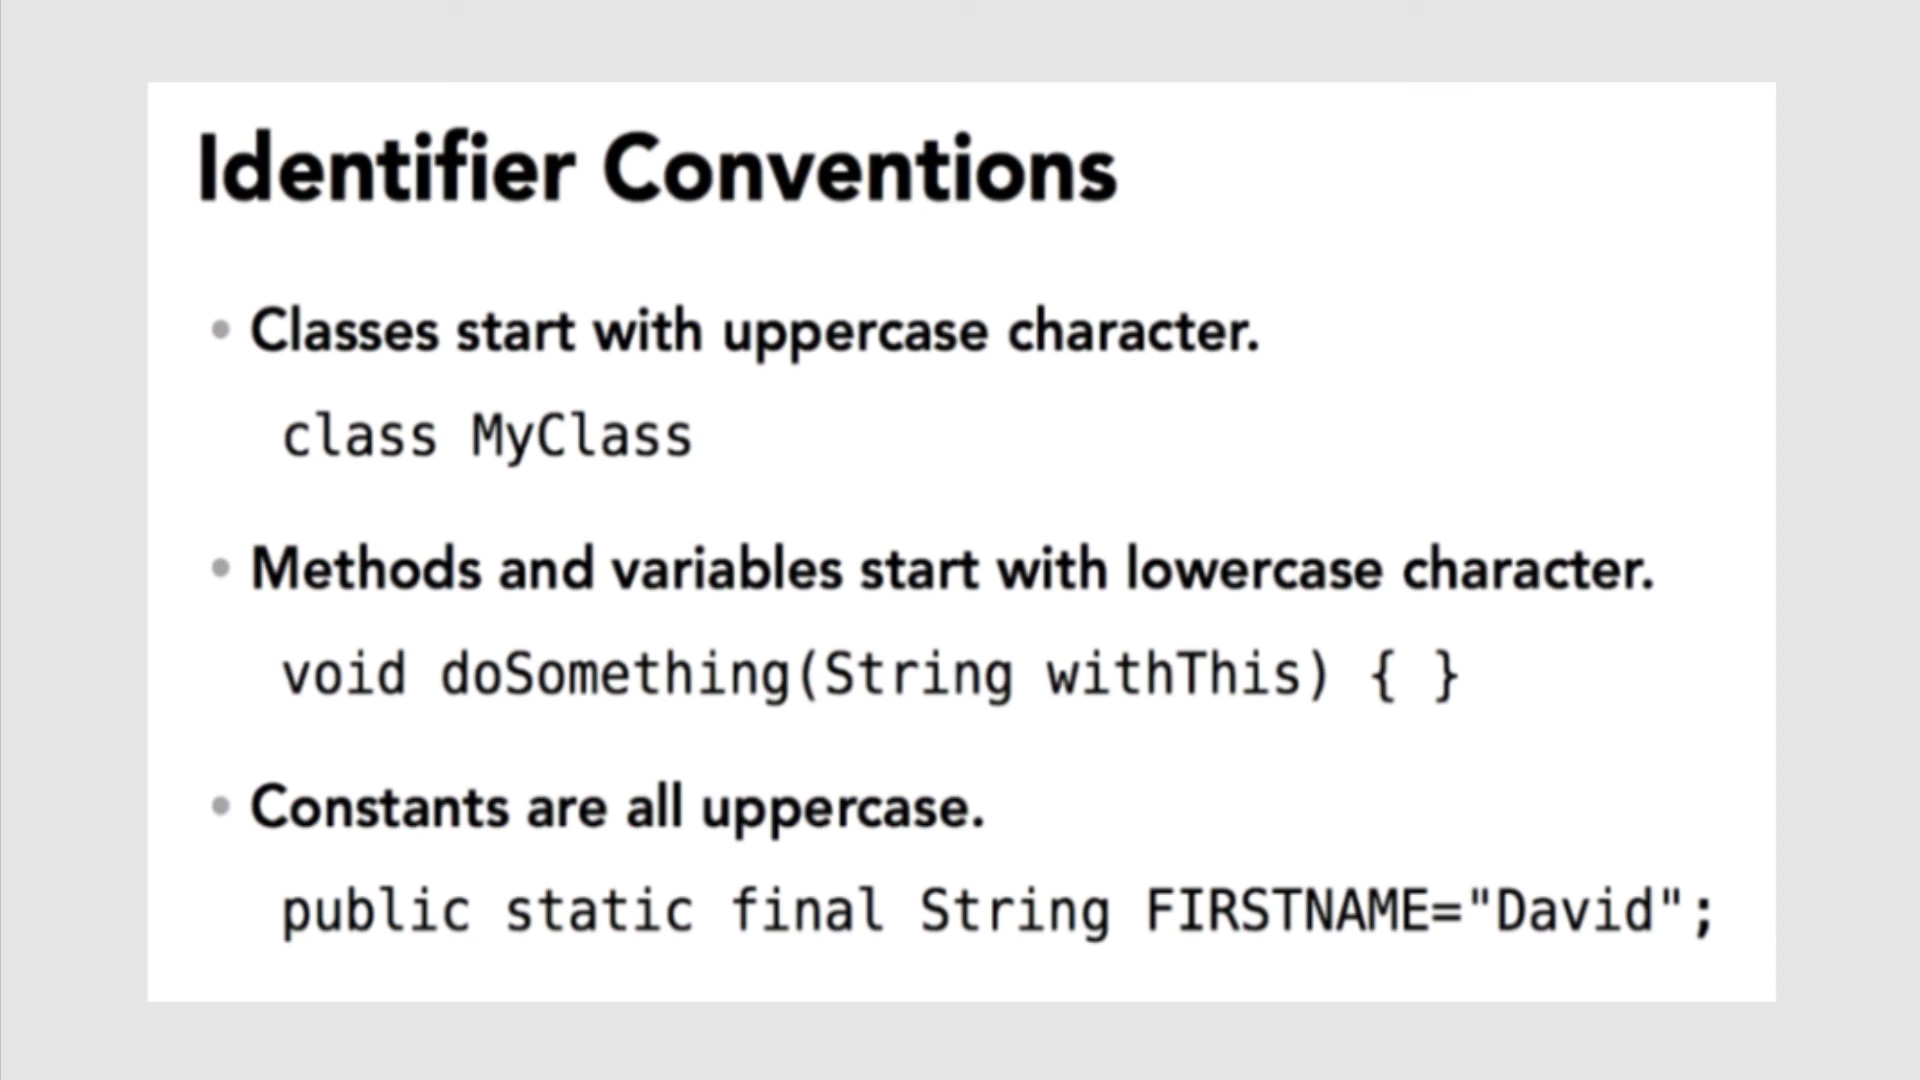 Identifier Conventions
• Classes start with uppercase character.
class MyClass
• Methods and variables start with lowercase character.
void doSomething(String withThis) { }
• Constants are all uppercase.
public static final String FIRSTNAME="David";